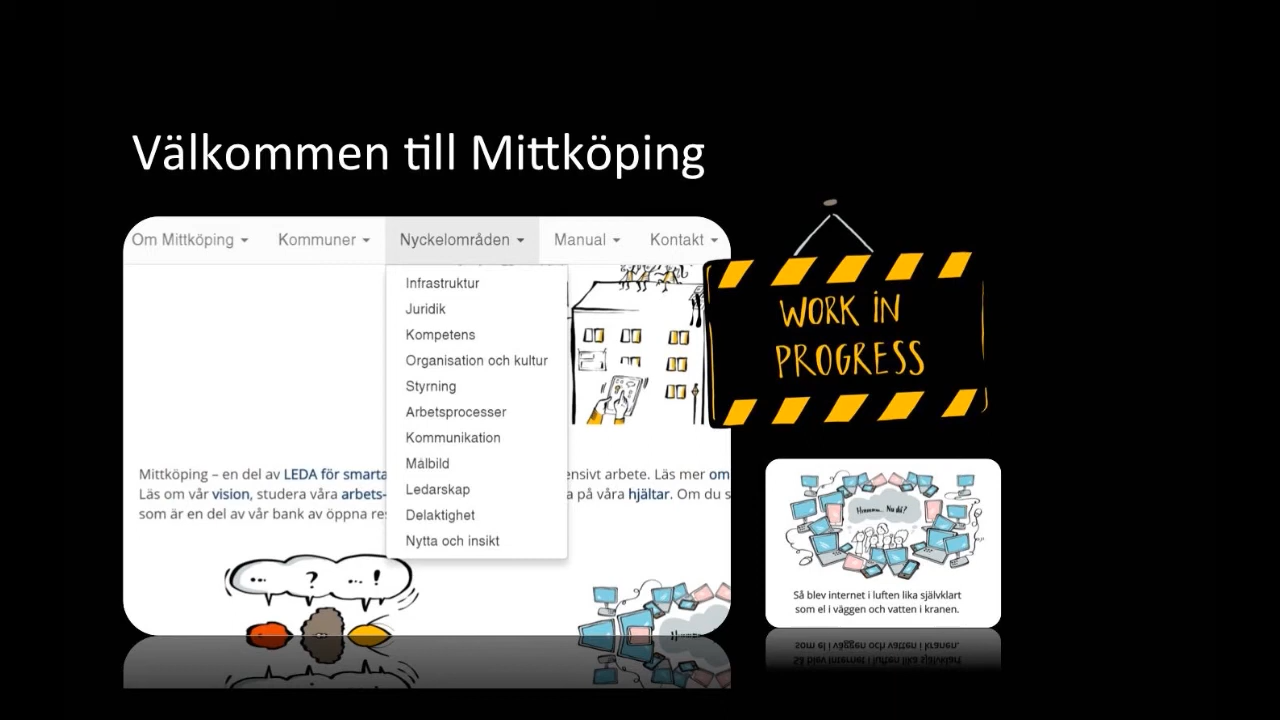 Välkommen till Mittköping
Om Mittköping Kommuner Nyckelområden Manual Kontakt
Infrastruktur
Juridik
Kompetens
Organisation och kultur
Styrning
Arbetsprocesser
Kommunikation
Målbild
Ledarskap
Delaktighet
Nytta och insikt
Mittköping – en del av LEDA för smarta
Läs om vår vision, studera våra arbets-
som är en del av vår bank av öppna
arbete. Läs mer om
på våra hjältar. Om du
... ? ... !
WORK IN
PROGRESS
Hmmm... Nu då?
Så blev internet i luften lika självklart
som el i väggen och vatten i kranen.